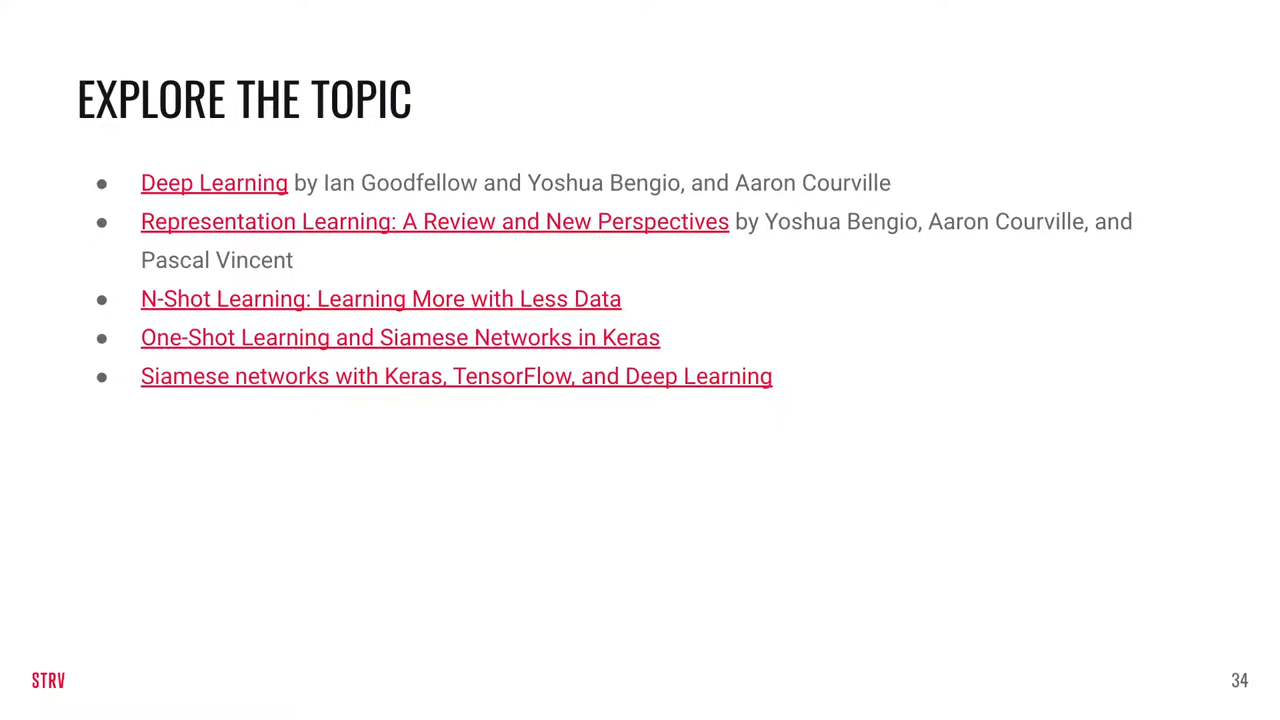 EXPLORE THE TOPIC
● Deep Learning by Ian Goodfellow and Yoshua Bengio, and Aaron Courville
● Representation Learning: A Review and New Perspectives by Yoshua Bengio, Aaron Courville, and
Pascal Vincent
● N-Shot Learning: Learning More with Less Data
● One-Shot Learning and Siamese Networks in Keras
● Siamese networks with Keras, TensorFlow, and Deep Learning
STRV
34